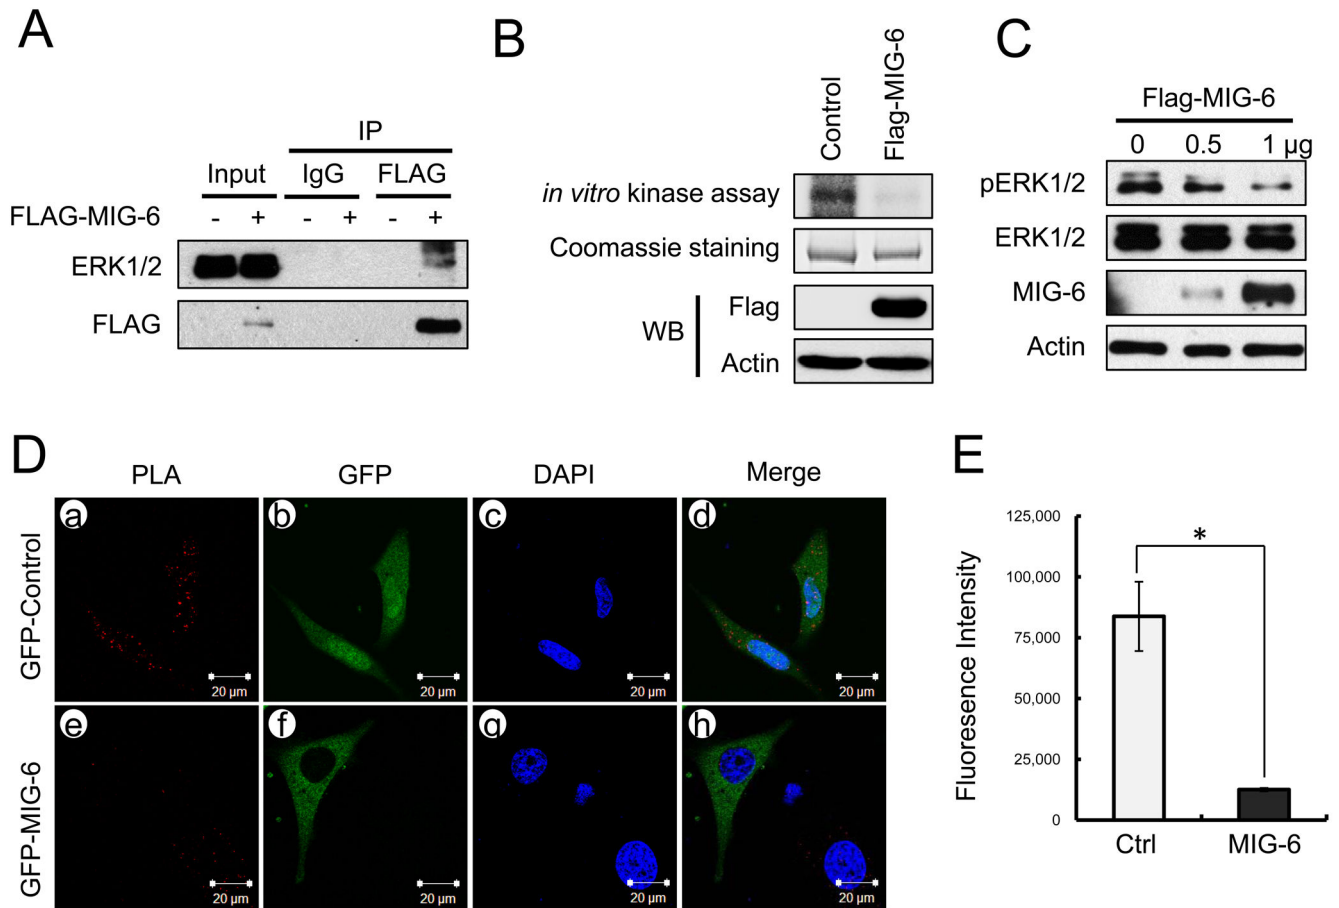 A
IP
Input IgG FLAG
FLAG-MIG-6 - + - + - +
ERK1/2
FLAG
B
Control
Flag-MIG-6
in vitro kinase assay
Coomassie staining
WB
Flag
Actin
C
Flag-MIG-6
0 0.5 1 µg
pERK1/2
ERK1/2
MIG-6
Actin
D
PLA GFP DAPI Merge
GFP-Control
a b c d
20 µm 20 µm 20 µm 20 µm
GFP-MIG-6
e f g h
20 µm 20 µm 20 µm 20 µm
E
Fluoresence Intensity
125,000
*
100,000
75,000
50,000
25,000
0
Ctrl MIG-6